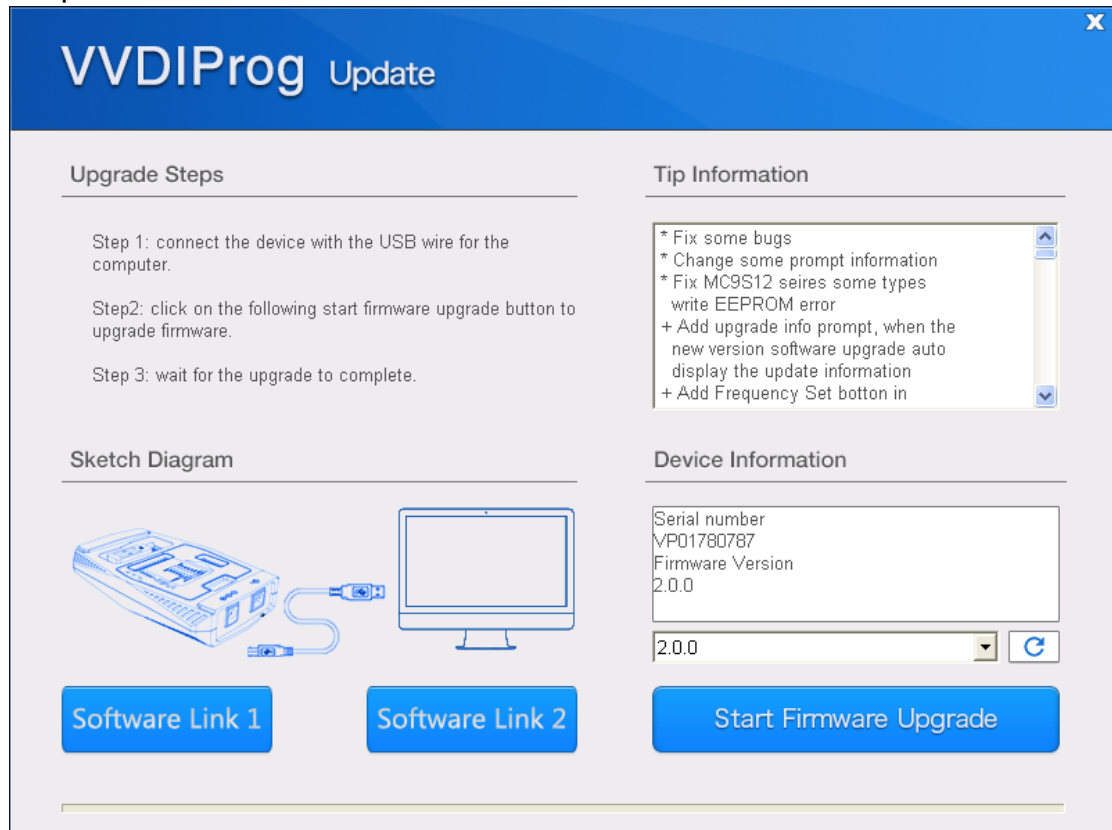 VVDIProg Update
X
Upgrade Steps
Step 1: connect the device with the USB wire for the
computer.
Step2: click on the following start firmware upgrade button to
upgrade firmware.
Step 3: wait for the upgrade to complete.
Tip Information
* Fix some bugs
* Change some prompt information
* Fix MC9S12 seires some types
write EEPROM error
+ Add upgrade info prompt, when the
new version software upgrade auto
display the update information
+ Add Frequency Set botton in
Sketch Diagram
Software Link 1
Software Link 2
Device Information
Serial number
VP01780787
Firmware Version
2.0.0
2.0.0
Start Firmware Upgrade